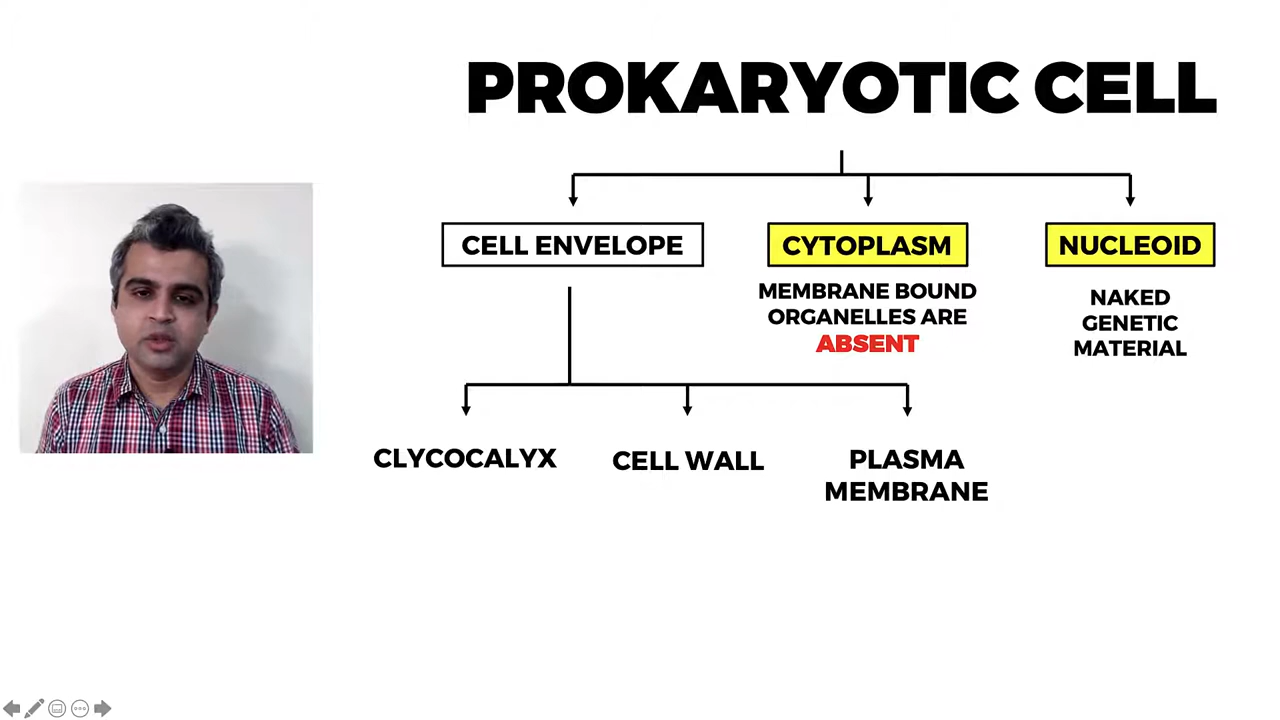 PROKARYOTIC CELL
CELL ENVELOPE
CYTOPLASM
NUCLEOID
MEMBRANE BOUND
ORGANELLES ARE
ABSENT
NAKED
GENETIC
MATERIAL
CLYCOCALYX
CELL WALL
PLASMA
MEMBRANE